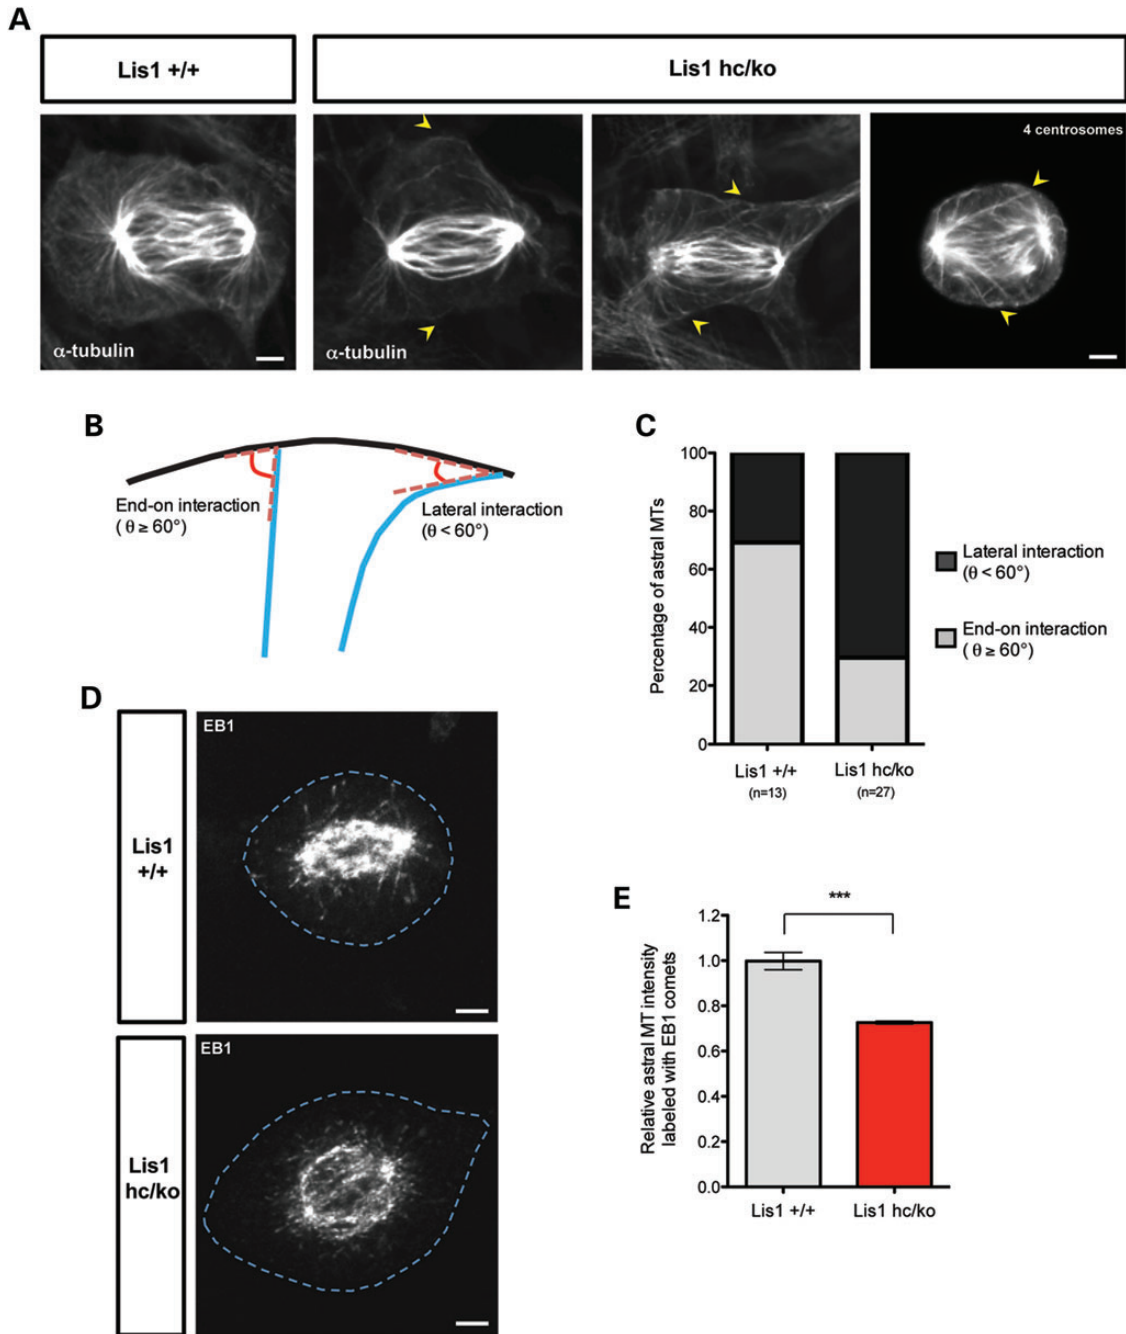 A
Lis1 +/+
Lis1 hc/ko
α-tubulin
α-tubulin
4 centrosomes
B
End-on interaction
( θ ≥ 60°)
Lateral interaction
(θ < 60°)
C
Percentage of astral MTs
100
80
60
40
20
0
Lis1 +/+
(n=13)
Lis1 hc/ko
(n=27)
Lateral interaction
(θ < 60°)
End-on interaction
( θ ≥ 60°)
D
Lis1
+/+
EB1
Lis1
hc/ko
EB1
E
Relative astral MT intensity
labeled with EB1 comets
1.2
1.0
0.8
0.6
0.4
0.2
0.0
***
Lis1 +/+
Lis1 hc/ko